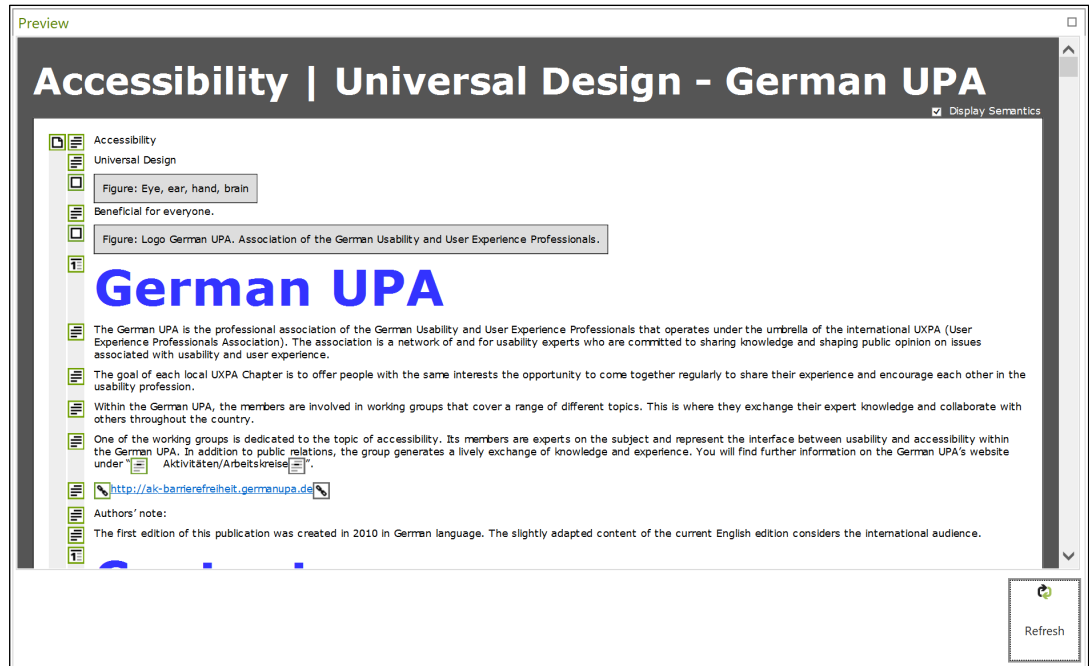 Preview
Accessibility | Universal Design - German UPA
Display Semantics
Accessibility
Universal Design
Figure: Eye, ear, hand, brain
Beneficial for everyone.
Figure: Logo German UPA. Association of the German Usability and User Experience Professionals.
1
German UPA
The German UPA is the professional association of the German Usability and User Experience Professionals that operates under the umbrella of the international UXPA (User
Experience Professionals Association). The association is a network of and for usability experts who are committed to sharing knowledge and shaping public opinion on issues
associated with usability and user experience.
The goal of each local UXPA Chapter is to offer people with the same interests the opportunity to come together regularly to share their experience and encourage each other in the
usability profession.
Within the German UPA, the members are involved in working groups that cover a range of different topics. This is where they exchange their expert knowledge and collaborate with
others throughout the country.
One of the working groups is dedicated to the topic of accessibility. Its members are experts on the subject and represent the interface between usability and accessibility within
the German UPA. In addition to public relations, the group generates a lively exchange of knowledge and experience. You will find further information on the German UPA's website
under “ Aktivitäten/Arbeitskreise ”.
http://ak-barrierefreiheit.germanupa.de
Authors’ note:
The first edition of this publication was created in 2010 in German language. The slightly adapted content of the current English edition considers the international audience.
1
Refresh